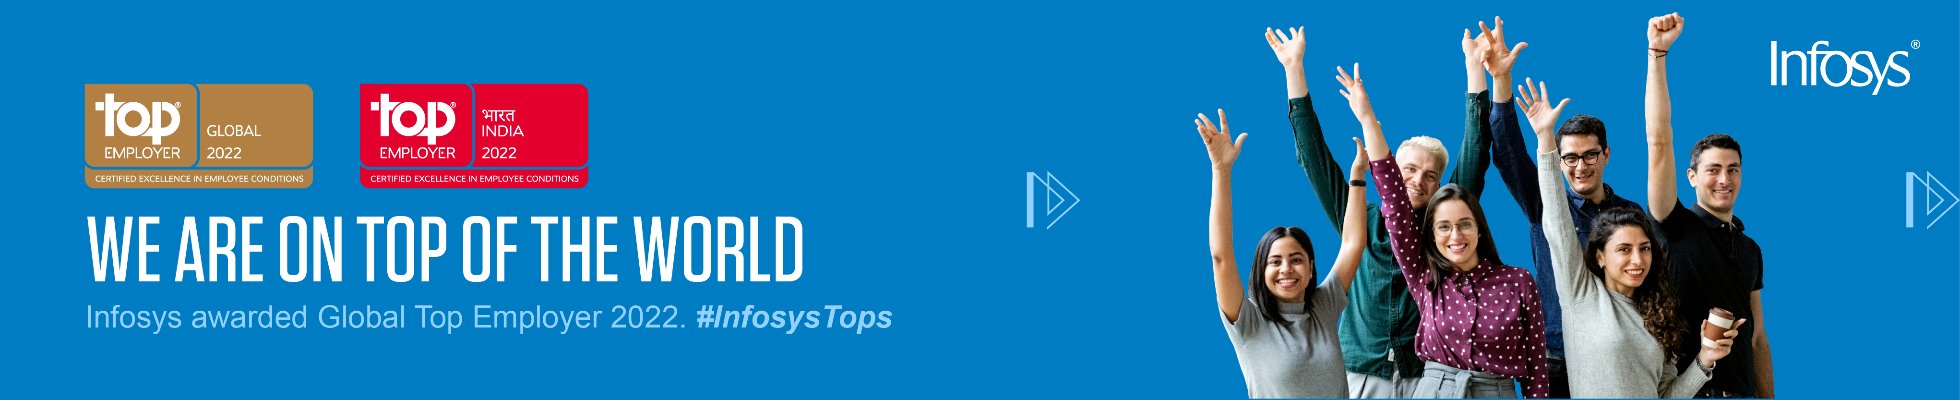 top®
EMPLOYER
GLOBAL
2022
CERTIFIED EXCELLENCE IN EMPLOYEE CONDITIONS
top®
EMPLOYER
भारत
INDIA
2022
CERTIFIED EXCELLENCE IN EMPLOYEE CONDITIONS
WE ARE ON TOP OF THE WORLD
Infosys awarded Global Top Employer 2022. #InfosysTops
Infosys®